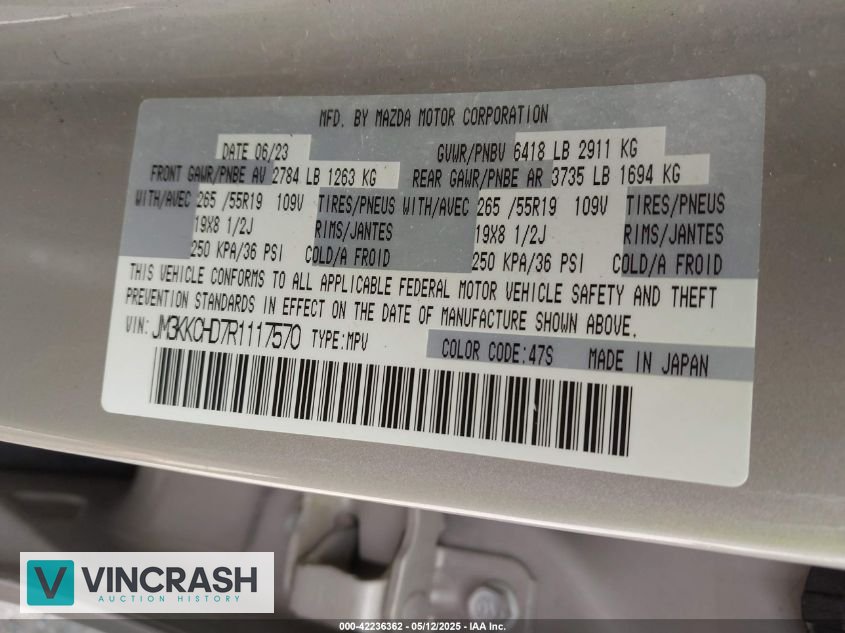 MFD. BY MAZDA MOTOR CORPORATION
DATE 06/23 GVWR/PNBV 6418 LB 2911 KG
FRONT GAWR/PNBE AV 2784 LB 1263 KG REAR GAWR/PNBE AR 3735 LB 1694 KG
WITH/AVEC 265 /55R19 109V TIRES/PNEUS WITH/AVEC 265 /55R19 109V TIRES/PNEUS
19X8 1/2J RIMS/JANTES 19X8 1/2J RIMS/JANTES
250 KPA/36 PSI COLD/A FROID 250 KPA/36 PSI COLD/A FROID
THIS VEHICLE CONFORMS TO ALL APPLICABLE FEDERAL MOTOR VEHICLE SAFETY AND THEFT
PREVENTION STANDARDS IN EFFECT ON THE DATE OF MANUFACTURE SHOWN ABOVE.
VIN: JM3KKCHD7R1117570 TYPE:MPV
COLOR CODE:47S MADE IN JAPAN
V VINCRASH
AUCTION HISTORY
000-42236362 - 05/12/2025 - IAA Inc.